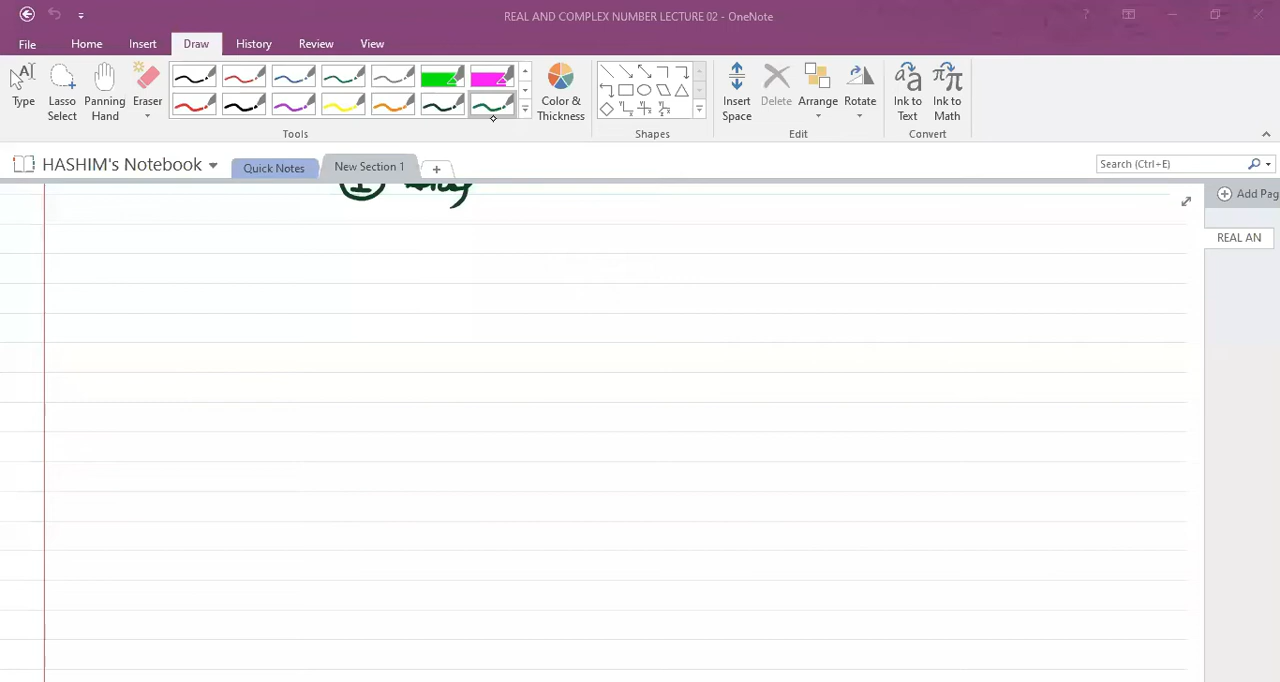 REAL AND COMPLEX NUMBER LECTURE 02 - OneNote
?
File
Home
Insert
Draw
History
Review
View
Type
Lasso
Select
Panning
Hand
Eraser
Color &
Thickness
Insert
Space
Delete
Arrange
Rotate
Ink to
Text
Ink to
Math
Tools
Shapes
Edit
Convert
HASHIM's Notebook
Quick Notes
New Section 1
+
Search (Ctrl+E)
Add Pag
REAL AN